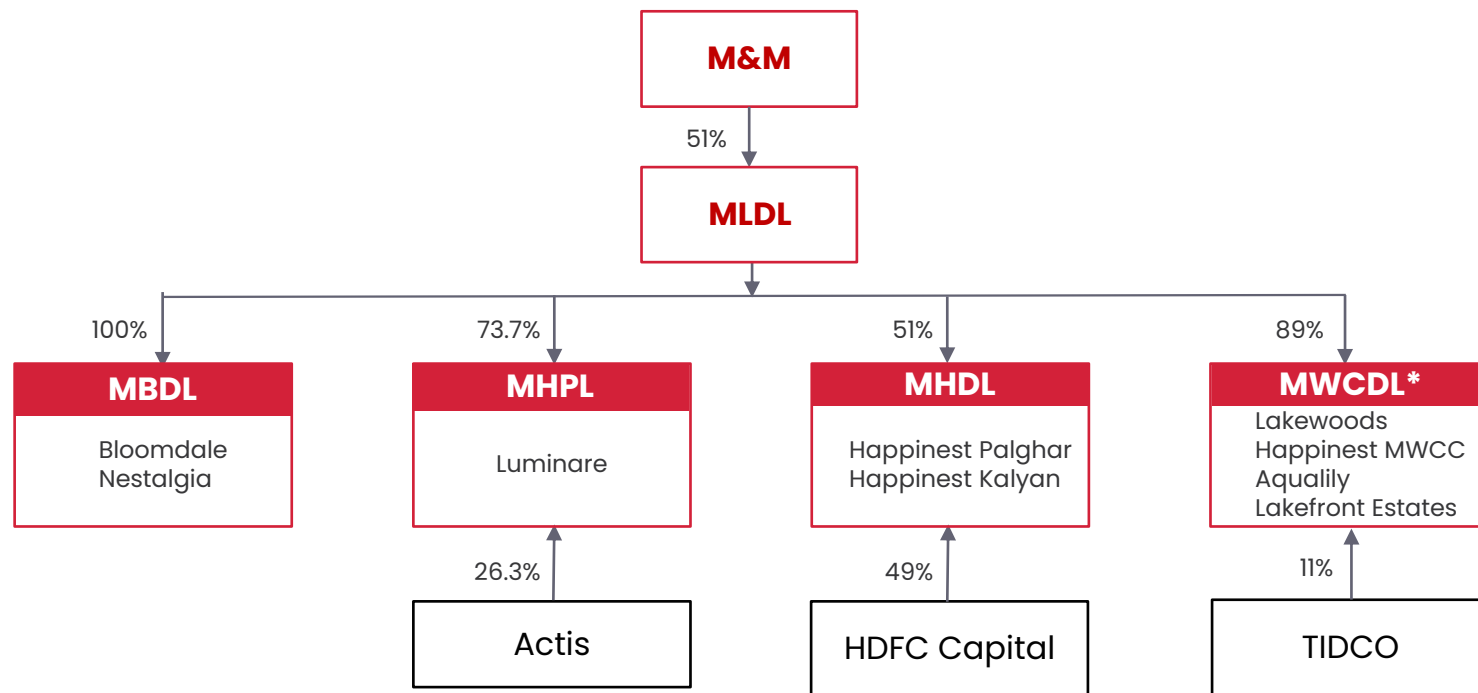 M&M
51%
MLDL
100%
73.7%
51%
89%
MBDL
MHPL
MHDL
MWCDL*
Bloomdale
Nestalgia
Luminare
Happinest Palghar
Happinest Kalyan
Lakewoods
Happinest MWCC
Aqualily
Lakefront Estates
26.3%
49%
11%
Actis
HDFC Capital
TIDCO